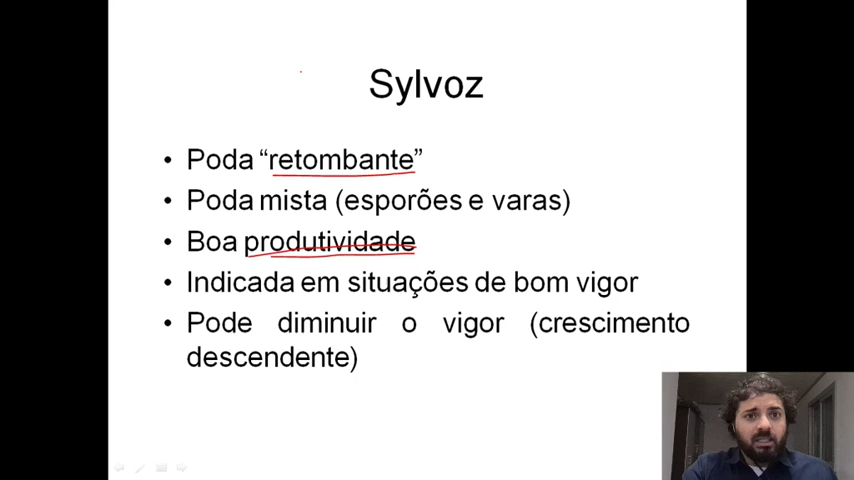 Sylvoz
• Poda “retombante”
• Poda mista (esporões e varas)
• Boa produtividade
• Indicada em situações de bom vigor
• Pode diminuir o vigor (crescimento
descendente)